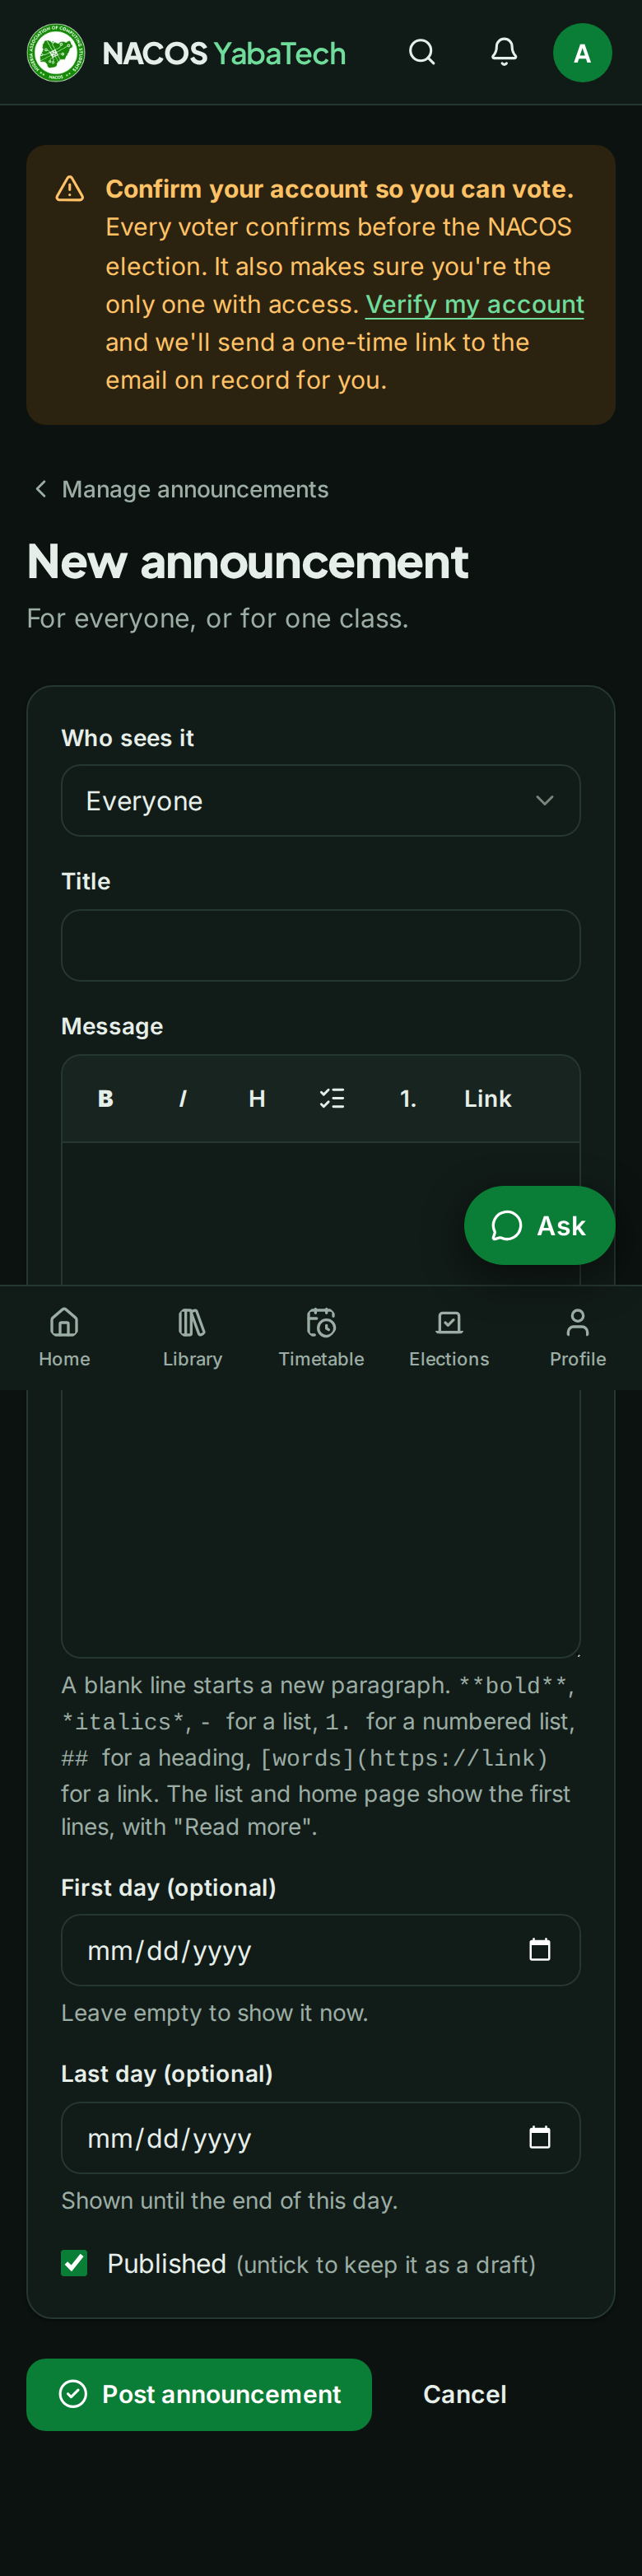 NACOS YabaTech
A
Confirm your account so you can vote.
Every voter confirms before the NACOS
election. It also makes sure you're the
only one with access. Verify my account
and we'll send a one-time link to the
email on record for you.
Manage announcements
New announcement
For everyone, or for one class.
Who sees it
Everyone
Title
Message
B I H 1. Link
Ask
Home Library Timetable Elections Profile
A blank line starts a new paragraph. **bold**,
*italics*, - for a list, 1. for a numbered list,
## for a heading, [words](https://link)
for a link. The list and home page show the first
lines, with "Read more".
First day (optional)
mm/dd/yyyy
Leave empty to show it now.
Last day (optional)
mm/dd/yyyy
Shown until the end of this day.
Published (untick to keep it as a draft)
Post announcement Cancel